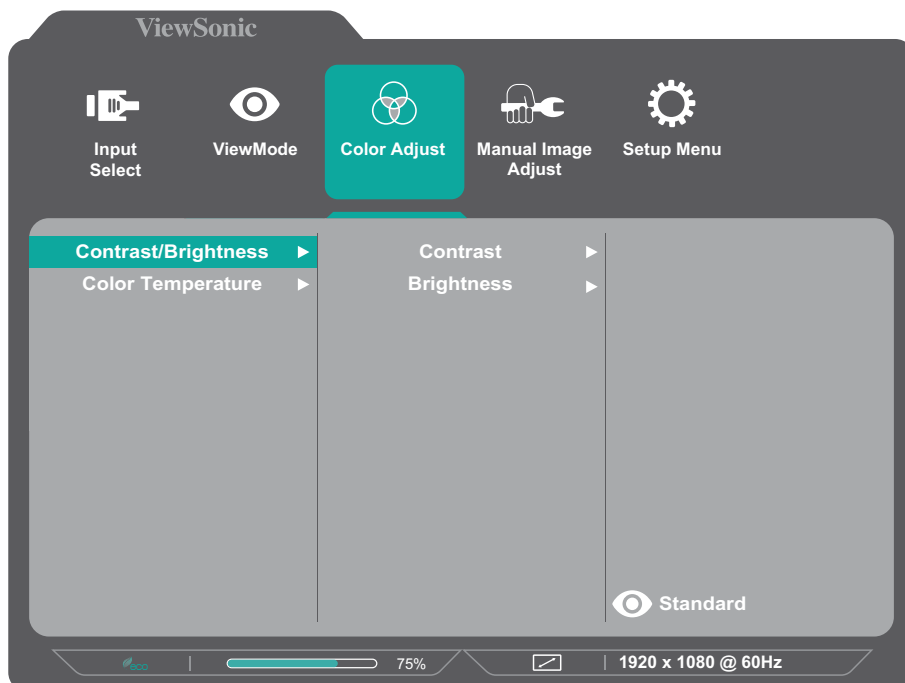 ViewSonic
Input
Select
ViewMode
Color Adjust
Manual Image
Adjust
Setup Menu
Contrast/Brightness
Contrast
Color Temperature
Brightness
Standard
eco
75%
1920 x 1080 @ 60Hz